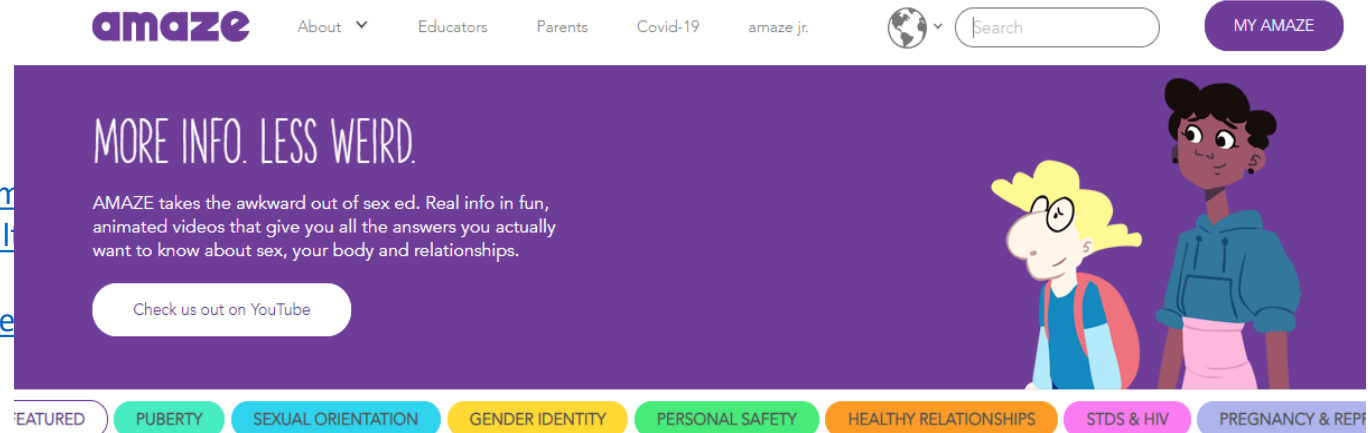 amaze About Educators Parents Covid-19 amaze jr. Search MY AMAZE
MORE INFO. LESS WEIRD.
AMAZE takes the awkward out of sex ed. Real info in fun,
animated videos that give you all the answers you actually
want to know about sex, your body and relationships.
Check us out on YouTube
FEATURED PUBERTY SEXUAL ORIENTATION GENDER IDENTITY PERSONAL SAFETY HEALTHY RELATIONSHIPS STDS & HIV PREGNANCY &